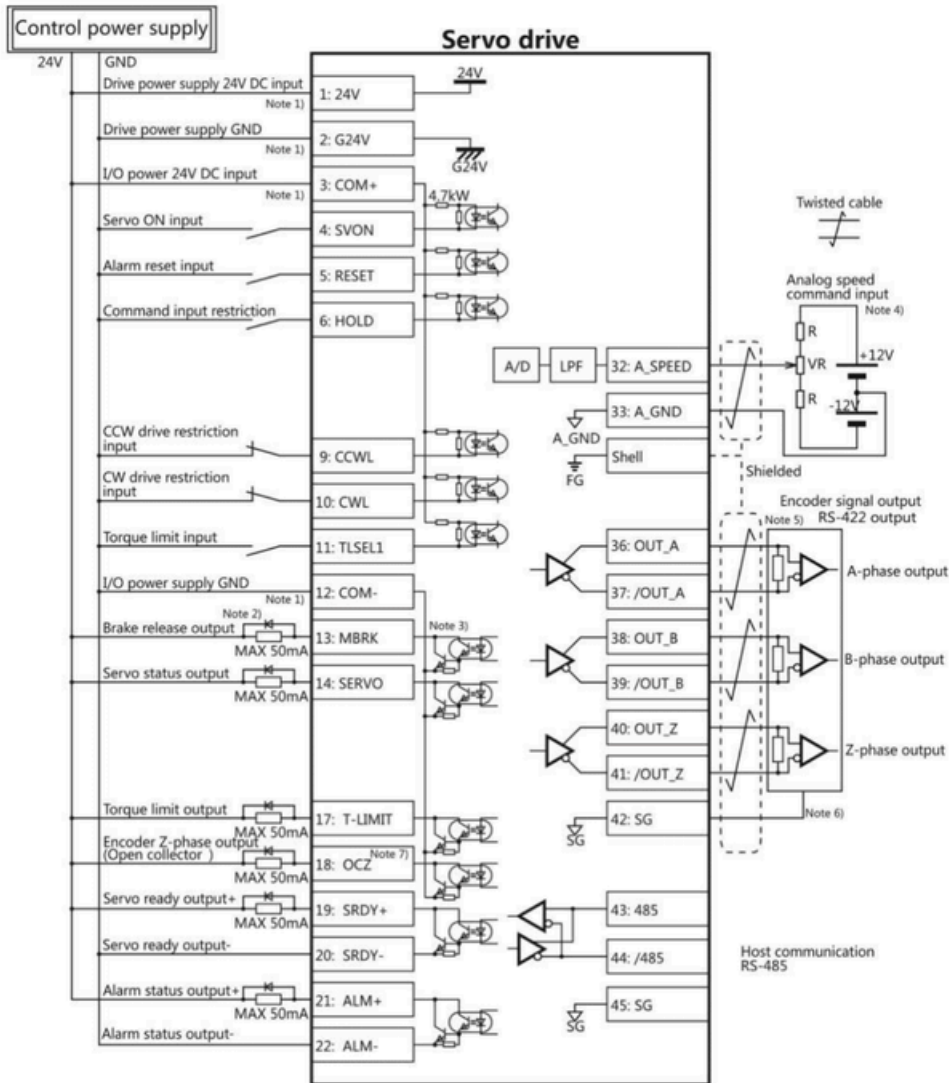 Control power supply
Servo drive
24V
GND
Drive power supply 24V DC input
Note 1)
1: 24V
24V
Drive power supply GND
Note 1)
2: G24V
G24V
I/O power 24V DC input
Note 1)
3: COM+
4.7kW
Servo ON input
4: SVON
Alarm reset input
5: RESET
Command input restriction
6: HOLD
Twisted cable
Analog speed
command input
Note 4)
R
VR
R
+12V
-12V
A/D
LPF
32: A_SPEED
33: A_GND
A_GND
Shell
FG
Shielded
CCW drive restriction
input
9: CCWL
CW drive restriction
input
10: CWL
Torque limit input
11: TLSEL1
I/O power supply GND
Note 1)
12: COM-
Brake release output
Note 2)
MAX 50mA
13: MBRK
Note 3)
Servo status output
MAX 50mA
14: SERVO
Encoder signal output
Note 5)
RS-422 output
36: OUT_A
37: /OUT_A
A-phase output
38: OUT_B
39: /OUT_B
B-phase output
40: OUT_Z
41: /OUT_Z
Z-phase output
42: SG
SG
Note 6)
Torque limit output
MAX 50mA
17: T-LIMIT
Encoder Z-phase output
(Open collector )
MAX 50mA
18: OCZ
Note 7)
Servo ready output+
MAX 50mA
19: SRDY+
Servo ready output-
20: SRDY-
43: 485
44: /485
Host communication
RS-485
Alarm status output+
MAX 50mA
21: ALM+
45: SG
SG
Alarm status output-
22: ALM-